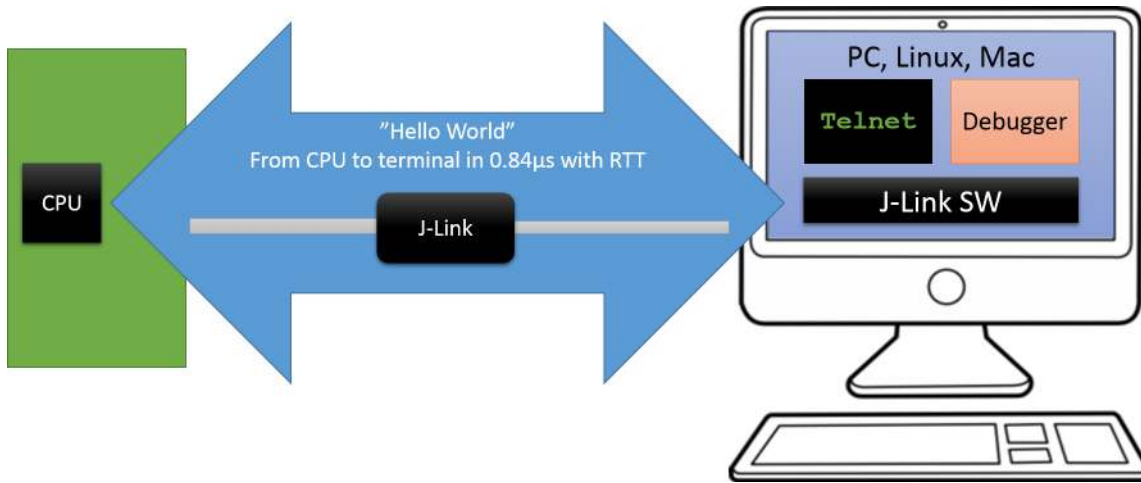 PC, Linux, Mac
Telnet
Debugger
J-Link SW
”Hello World”
From CPU to terminal in 0.84µs with RTT
CPU
J-Link